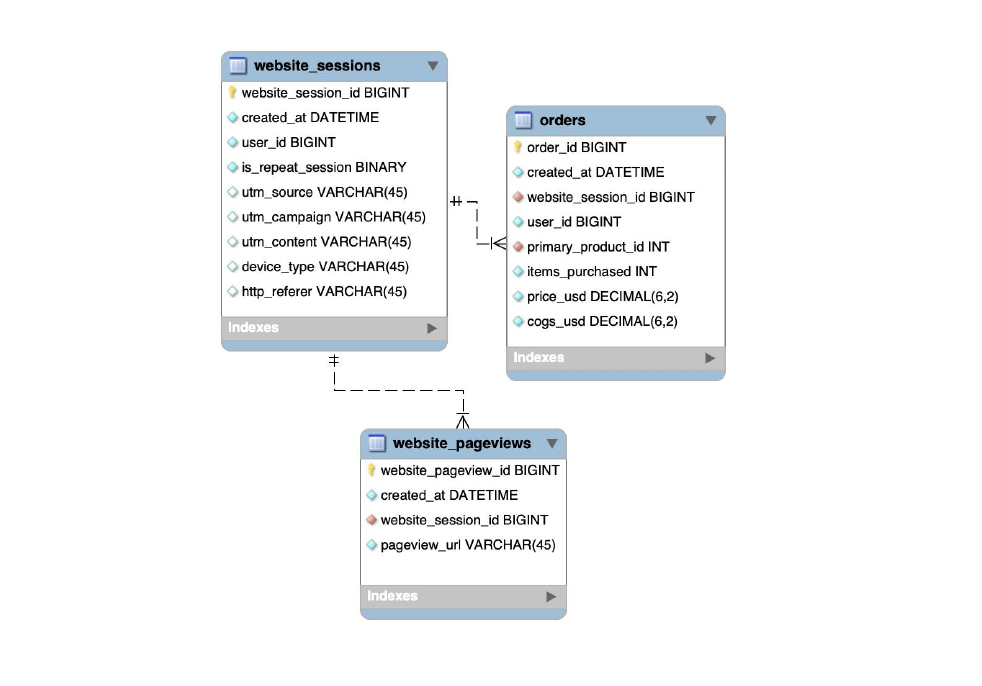 website_sessions
website_session_id BIGINT
created_at DATETIME
user_id BIGINT
is_repeat_session BINARY
utm_source VARCHAR(45)
utm_campaign VARCHAR(45)
utm_content VARCHAR(45)
device_type VARCHAR(45)
http_referer VARCHAR(45)
Indexes
orders
order_id BIGINT
created_at DATETIME
website_session_id BIGINT
user_id BIGINT
primary_product_id INT
items_purchased INT
price_usd DECIMAL(6,2)
cogs_usd DECIMAL(6,2)
Indexes
website_pageviews
website_pageview_id BIGINT
created_at DATETIME
website_session_id BIGINT
pageview_url VARCHAR(45)
Indexes